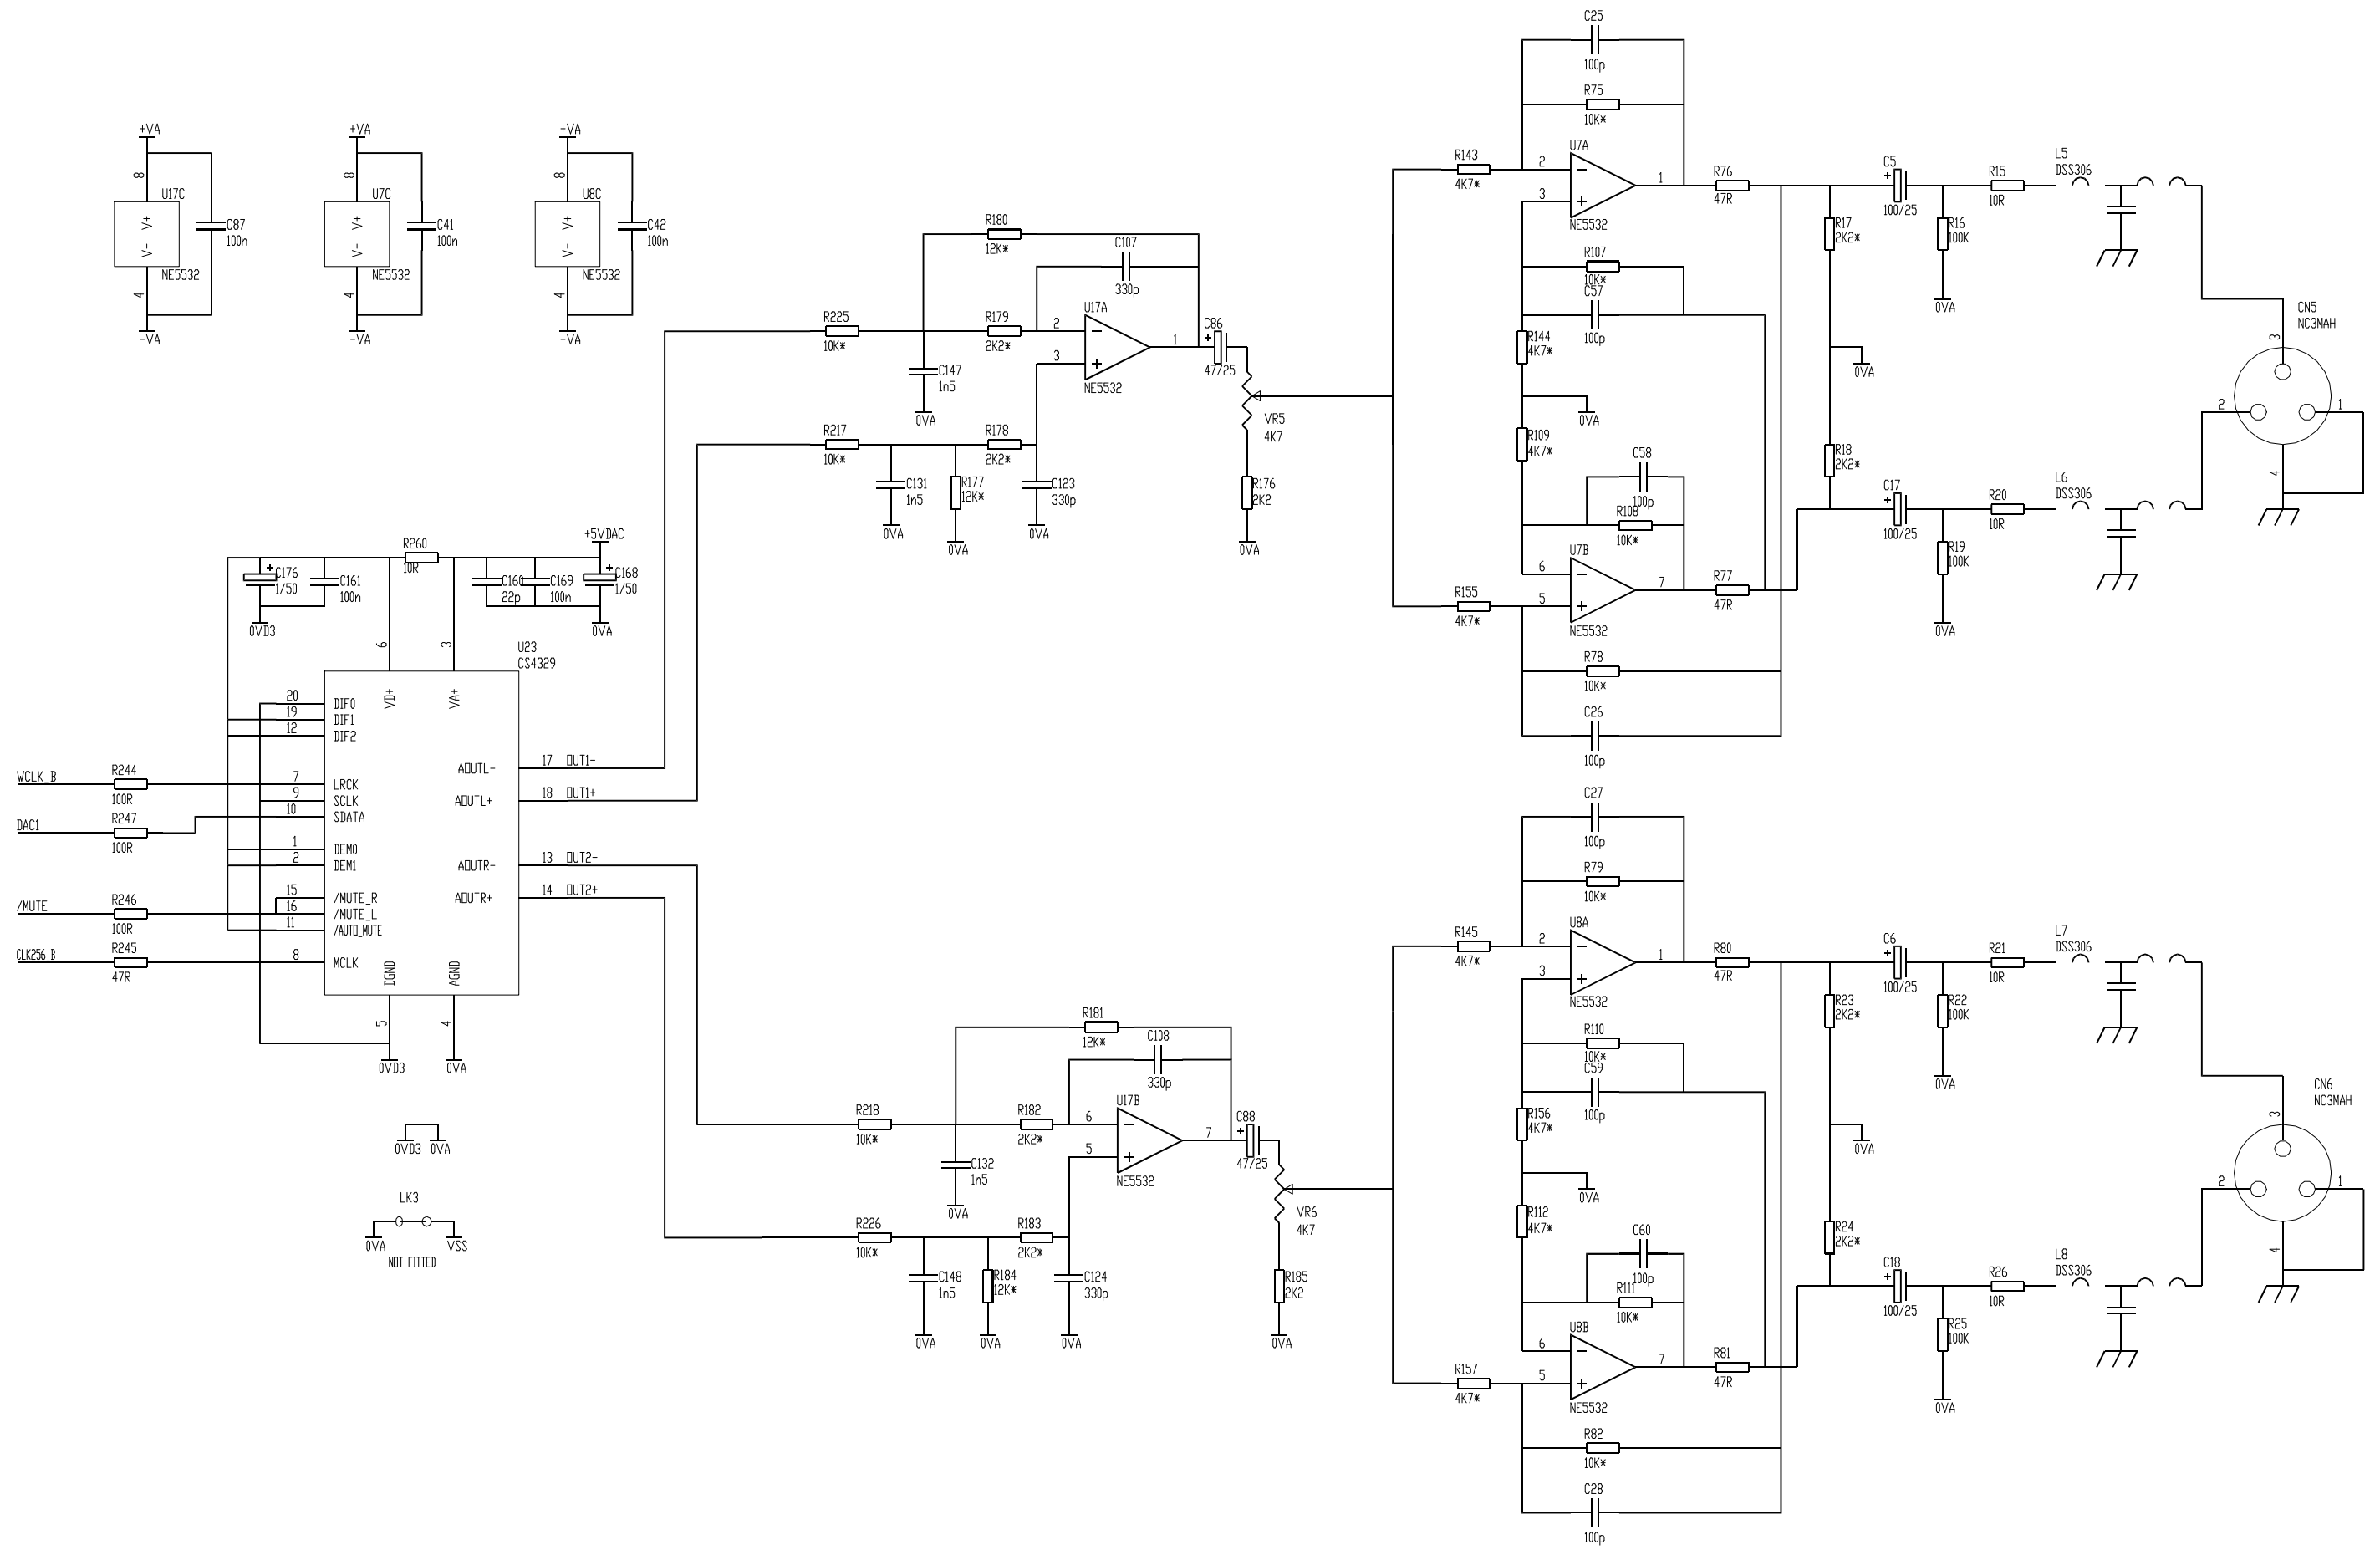 C25
100p
R75
10K*
+VA
+VA
+VA
8
8
8
U17C
U7C
U8C
V+
V-
V+
V-
V+
V-
C87
100n
C41
100n
C42
100n
NE5532
NE5532
NE5532
4
4
4
-VA
-VA
-VA
R180
12K*
C107
330p
R225
10K*
R179
2K2*
U17A
2
3
1
NE5532
C86
+
47/25
C147
1n5
0VA
VR5
4K7
R217
10K*
R178
2K2*
C131
1n5
R177
12K*
C123
330p
R176
2K2
0VA
0VA
0VA
0VA
R143
4K7*
U7A
2
3
1
NE5532
R76
47R
R107
10K*
C57
100p
R144
4K7*
0VA
R109
4K7*
C58
100p
R108
10K*
U7B
6
5
7
NE5532
R77
47R
R155
4K7*
R78
10K*
C26
100p
R17
2K2*
0VA
R18
2K2*
C5
+
100/25
R16
100K
0VA
R15
10R
L5
DSS306
CN5
NC3MAH
3
2
1
4
C17
+
100/25
R19
100K
0VA
R20
10R
L6
DSS306
+5VDAC
R260
10R
+
C176
1/50
C161
100n
C160
22p
C169
100n
+
C168
1/50
0VD3
0VA
6
3
U23
CS4329
VD+
VA+
20
DIF0
19
DIF1
12
DIF2
WCLK_B
R244
100R
7
LRCK
9
SCLK
10
SDATA
DAC1
R247
100R
1
DEM0
2
DEM1
15
/MUTE_R
/MUTE
R246
100R
16
/MUTE_L
11
/AUTO_MUTE
CLK256_B
R245
47R
8
MCLK
AOUTL-
17
OUT1-
AOUTL+
18
OUT1+
AOUTR-
13
OUT2-
AOUTR+
14
OUT2+
DGND
AGND
5
4
0VD3
0VA
0VD3
0VA
LK3
0VA
VSS
NOT FITTED
R181
12K*
C108
330p
R218
10K*
R182
2K2*
U17B
6
5
7
NE5532
C88
+
47/25
C132
1n5
0VA
VR6
4K7
R226
10K*
R183
2K2*
C148
1n5
R184
12K*
C124
330p
R185
2K2
0VA
0VA
0VA
0VA
C27
100p
R79
10K*
R145
4K7*
U8A
2
3
1
NE5532
R80
47R
R110
10K*
C59
100p
R156
4K7*
0VA
R112
4K7*
C60
100p
R111
10K*
U8B
6
5
7
NE5532
R81
47R
R157
4K7*
R82
10K*
C28
100p
R23
2K2*
0VA
R24
2K2*
C6
+
100/25
R22
100K
0VA
R21
10R
L7
DSS306
CN6
NC3MAH
3
2
1
4
C18
+
100/25
R25
100K
0VA
R26
10R
L8
DSS306